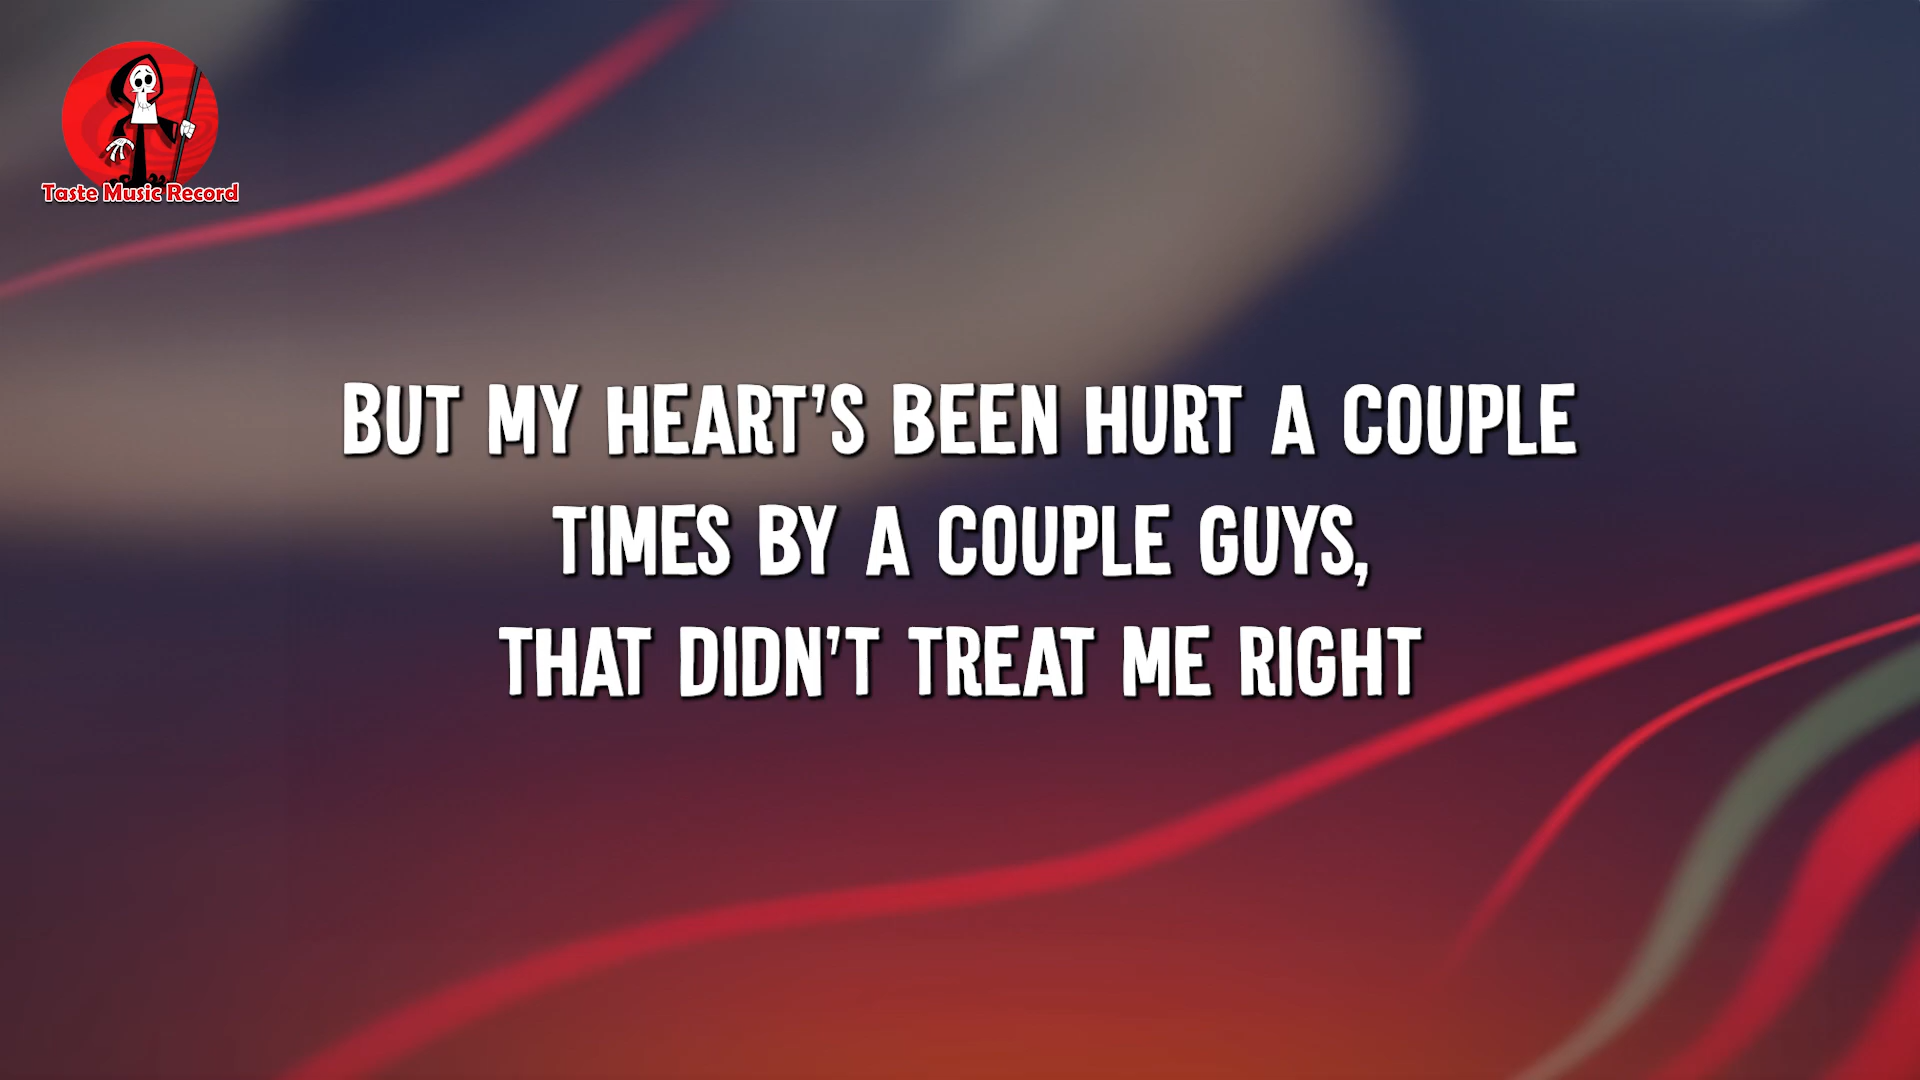 Taste Music Record
BUT MY HEART'S BEEN HURT A COUPLE
TIMES BY A COUPLE GUYS,
THAT DIDN'T TREAT ME RIGHT